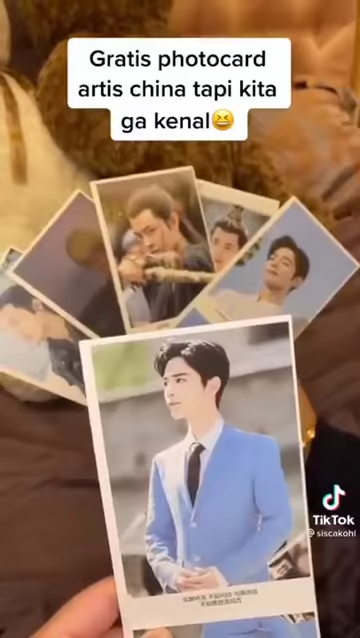 Gratis photocard
artis china tapi kita
ga kenal😆
TikTok
@siscakohl